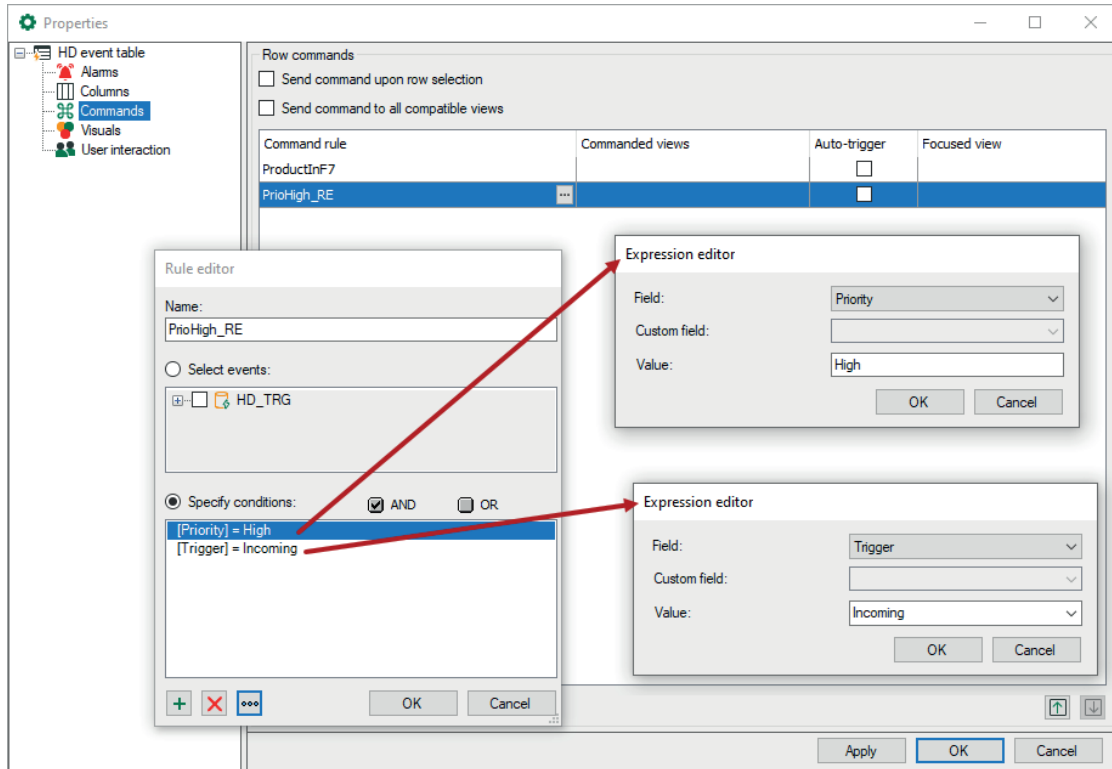 Properties
HD event table
Alarms
Columns
Commands
Visuals
User interaction
Row commands
Send command upon row selection
Send command to all compatible views
Command rule Commanded views Auto-trigger Focused view
ProductInF7
PrioHigh_RE
Rule editor
Name:
PrioHigh_RE
Select events:
HD_TRG
Specify conditions: AND OR
[Priority] = High
[Trigger] = Incoming
OK Cancel
Expression editor
Field: Priority
Custom field:
Value: High
OK Cancel
Expression editor
Field: Trigger
Custom field:
Value: Incoming
OK Cancel
Apply OK Cancel